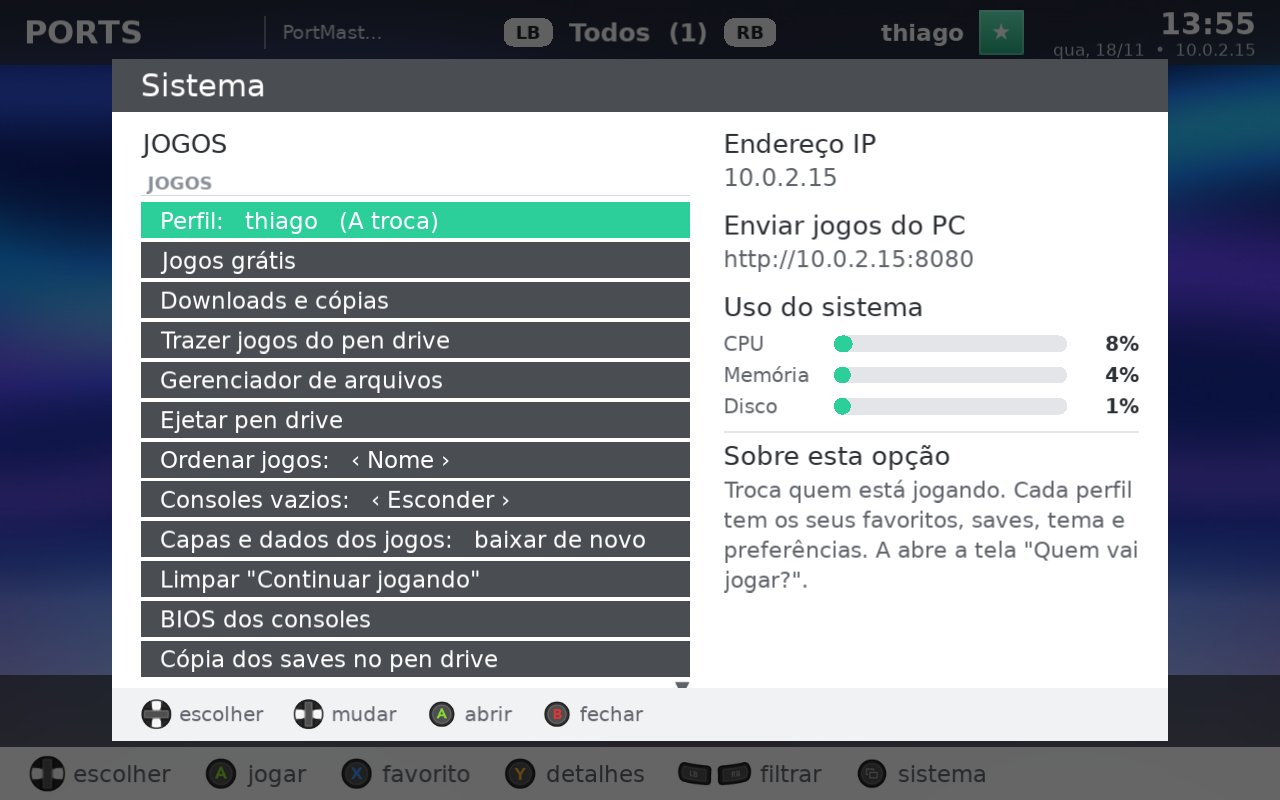 PORTS
PortMast...
LB Todos (1) RB
thiago
13:55
qua, 18/11 • 10.0.2.15
Sistema
JOGOS
JOGOS
Perfil: thiago (A troca)
Jogos grátis
Downloads e cópias
Trazer jogos do pen drive
Gerenciador de arquivos
Ejetar pen drive
Ordenar jogos: ‹ Nome ›
Consoles vazios: ‹ Esconder ›
Capas e dados dos jogos: baixar de novo
Limpar "Continuar jogando"
BIOS dos consoles
Cópia dos saves no pen drive
Endereço IP
10.0.2.15
Enviar jogos do PC
http://10.0.2.15:8080
Uso do sistema
CPU 8%
Memória 4%
Disco 1%
Sobre esta opção
Troca quem está jogando. Cada perfil
tem os seus favoritos, saves, tema e
preferências. A abre a tela "Quem vai
jogar?".
escolher mudar A abrir B fechar
escolher A jogar X favorito Y detalhes LB RB filtrar sistema